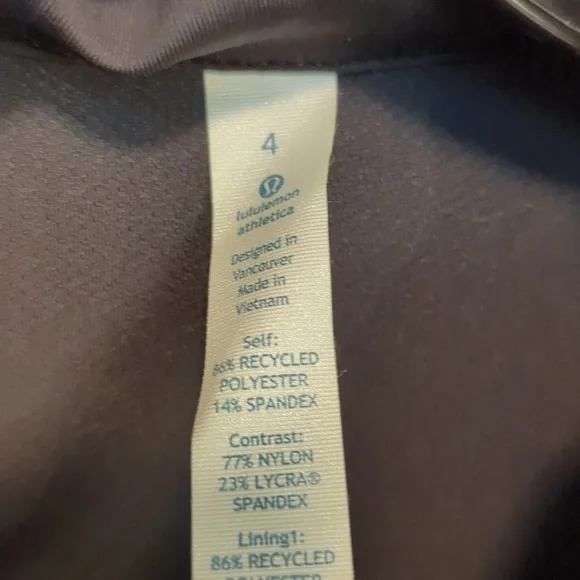 4
lululemon
athletica
Designed in
Vancouver
Made in
Vietnam
Self:
86% RECYCLED
POLYESTER
14% SPANDEX
Contrast:
77% NYLON
23% LYCRA®
SPANDEX
Lining1:
86% RECYCLED
POLYESTER